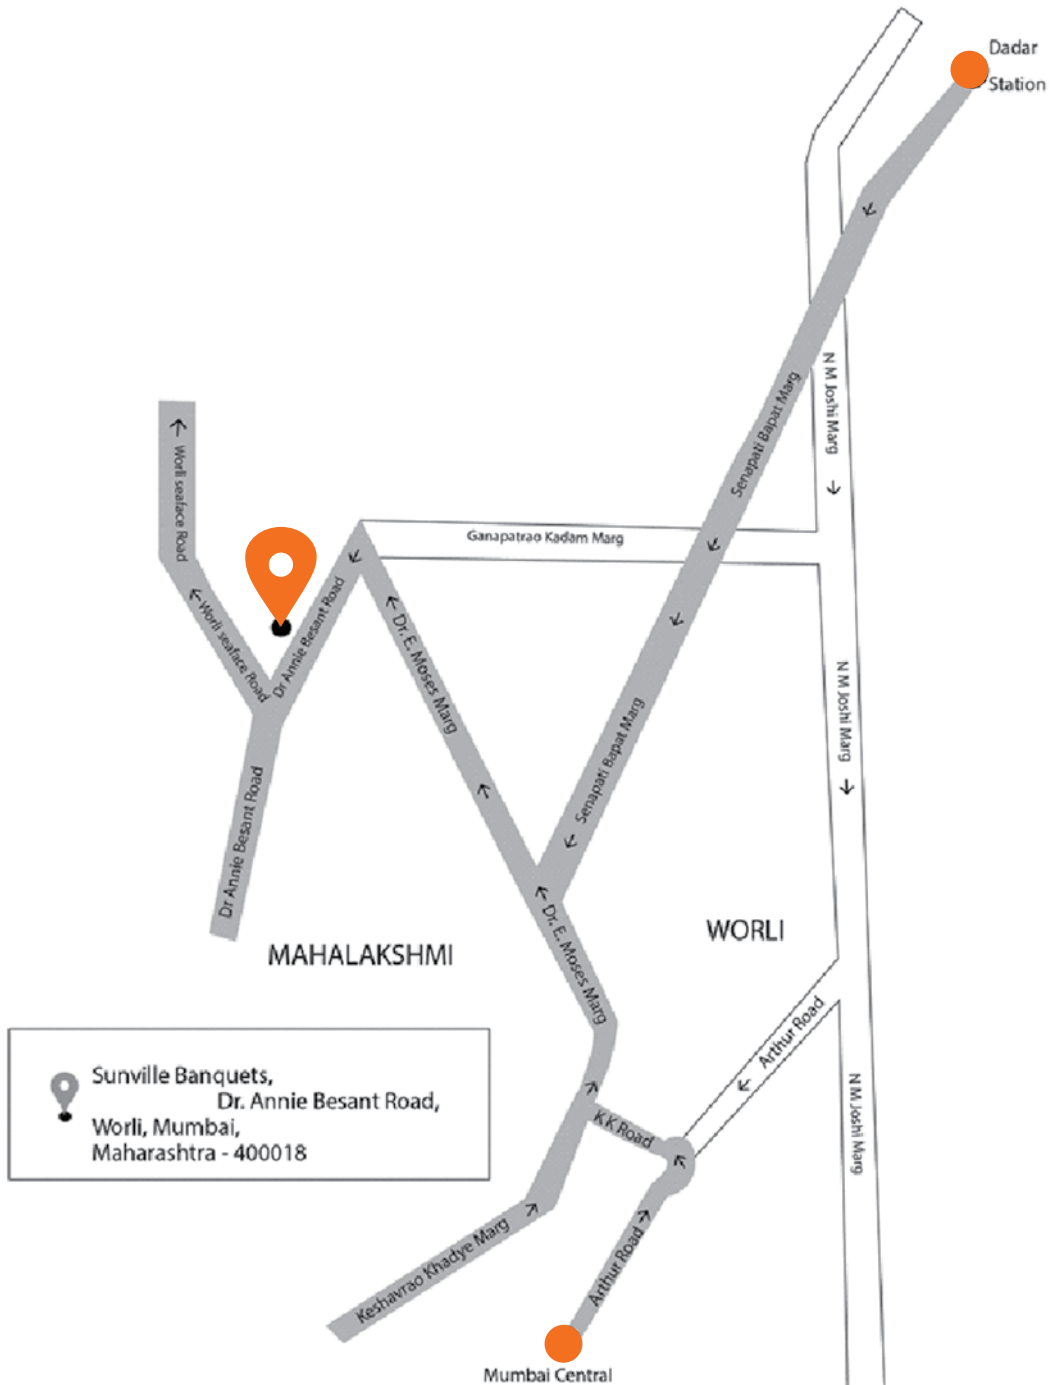 Dadar
Station
N M Joshi Marg
Senapati Bapat Marg
Worli seaface Road
Ganapatrao Kadam Marg
Dr Annie Besant Road
Worli seaface Road
Dr. E. Moses Marg
N M Joshi Marg
Senapati Bapat Marg
Dr Annie Besant Road
Dr. E. Moses Marg
WORLI
MAHALAKSHMI
Arthur Road
Sunville Banquets,
Dr. Annie Besant Road,
Worli, Mumbai,
Maharashtra - 400018
K K Road
N M Joshi Marg
Keshavrao Khadye Marg
Arthur Road
Mumbai Central